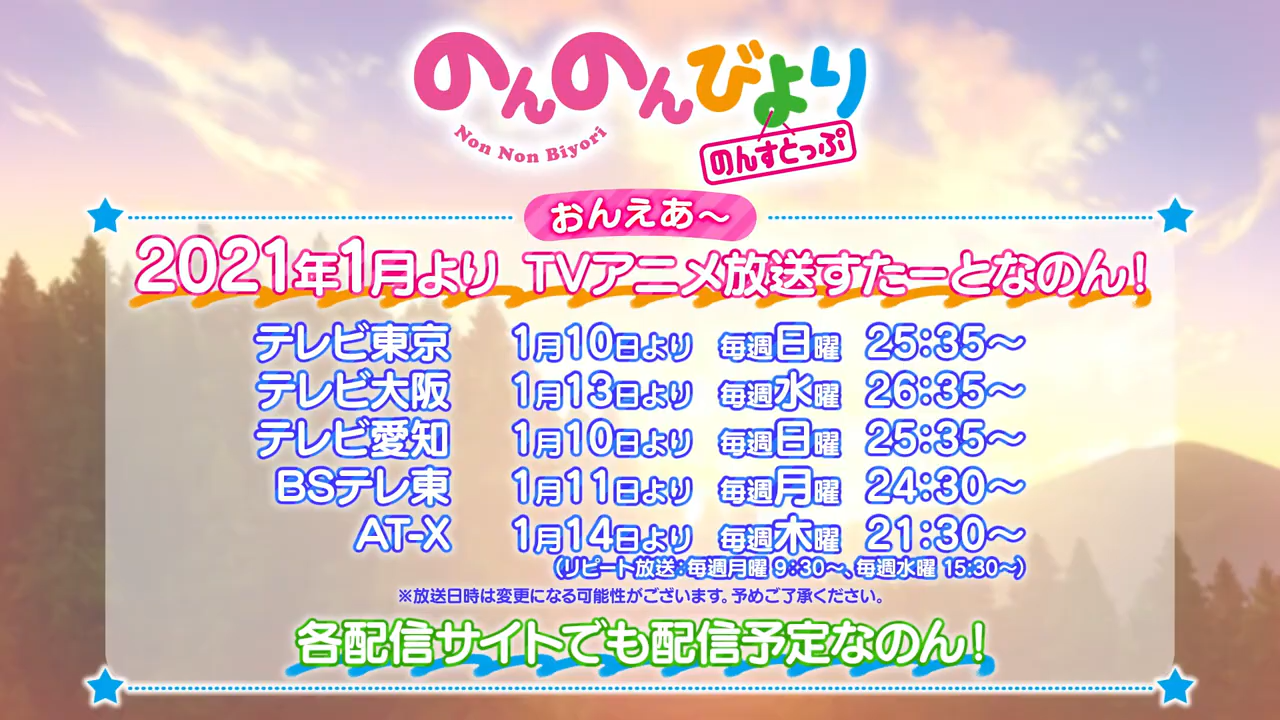 のんのんびより
Non Non Biyori
のんすとっぷ
おんえあ～
2021年1月より TVアニメ放送すたーとなのん!
テレビ東京 1月10日より 毎週日曜 25:35～
テレビ大阪 1月13日より 毎週水曜 26:35～
テレビ愛知 1月10日より 毎週日曜 25:35～
BSテレ東 1月11日より 毎週月曜 24:30～
AT-X 1月14日より 毎週木曜 21:30～
(リピート放送:毎週月曜 9:30～、毎週水曜 15:30～)
※放送日時は変更になる可能性がございます。予めご了承ください。
各配信サイトでも配信予定なのん!